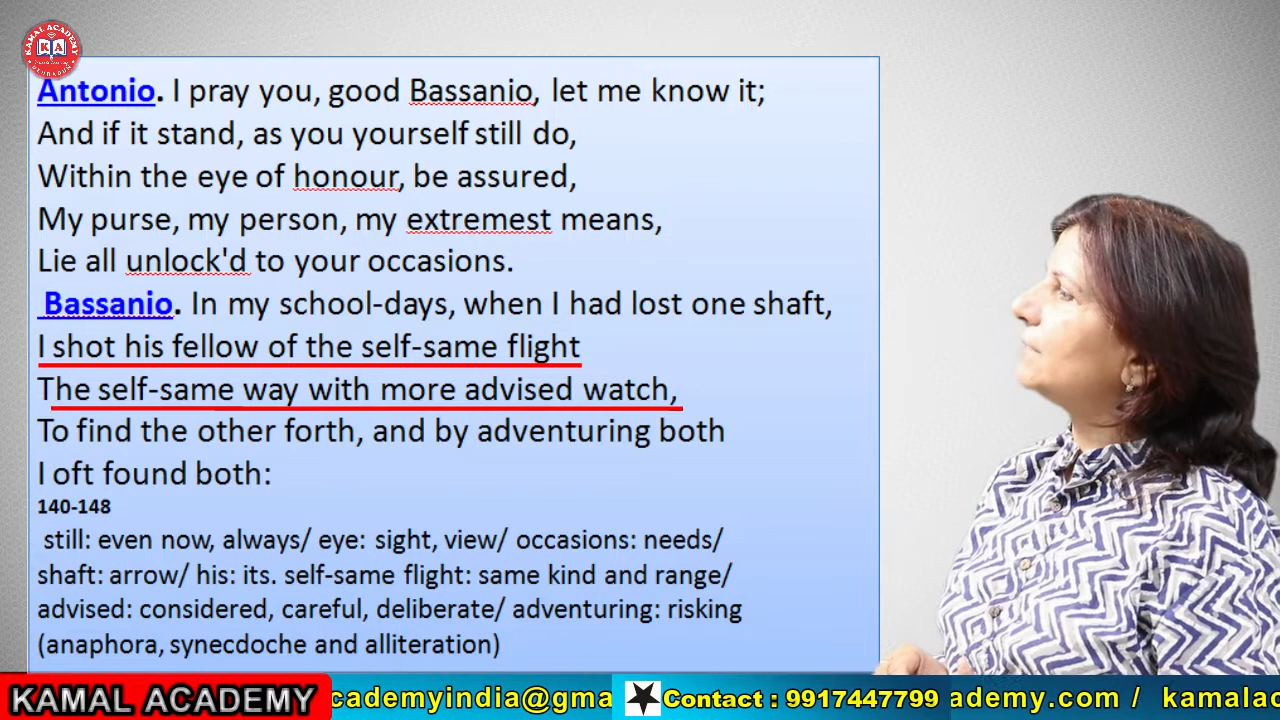 KAMAL ACADEMY
KA
DEHRADUN
Antonio. I pray you, good Bassanio, let me know it;
And if it stand, as you yourself still do,
Within the eye of honour, be assured,
My purse, my person, my extremest means,
Lie all unlock'd to your occasions.
Bassanio. In my school-days, when I had lost one shaft,
I shot his fellow of the self-same flight
The self-same way with more advised watch,
To find the other forth, and by adventuring both
I oft found both:
140-148
still: even now, always/ eye: sight, view/ occasions: needs/
shaft: arrow/ his: its. self-same flight: same kind and range/
advised: considered, careful, deliberate/ adventuring: risking
(anaphora, synecdoche and alliteration)
KAMAL ACADEMY cademyindia@gma Contact : 9917447799 ademy.com / kamalac